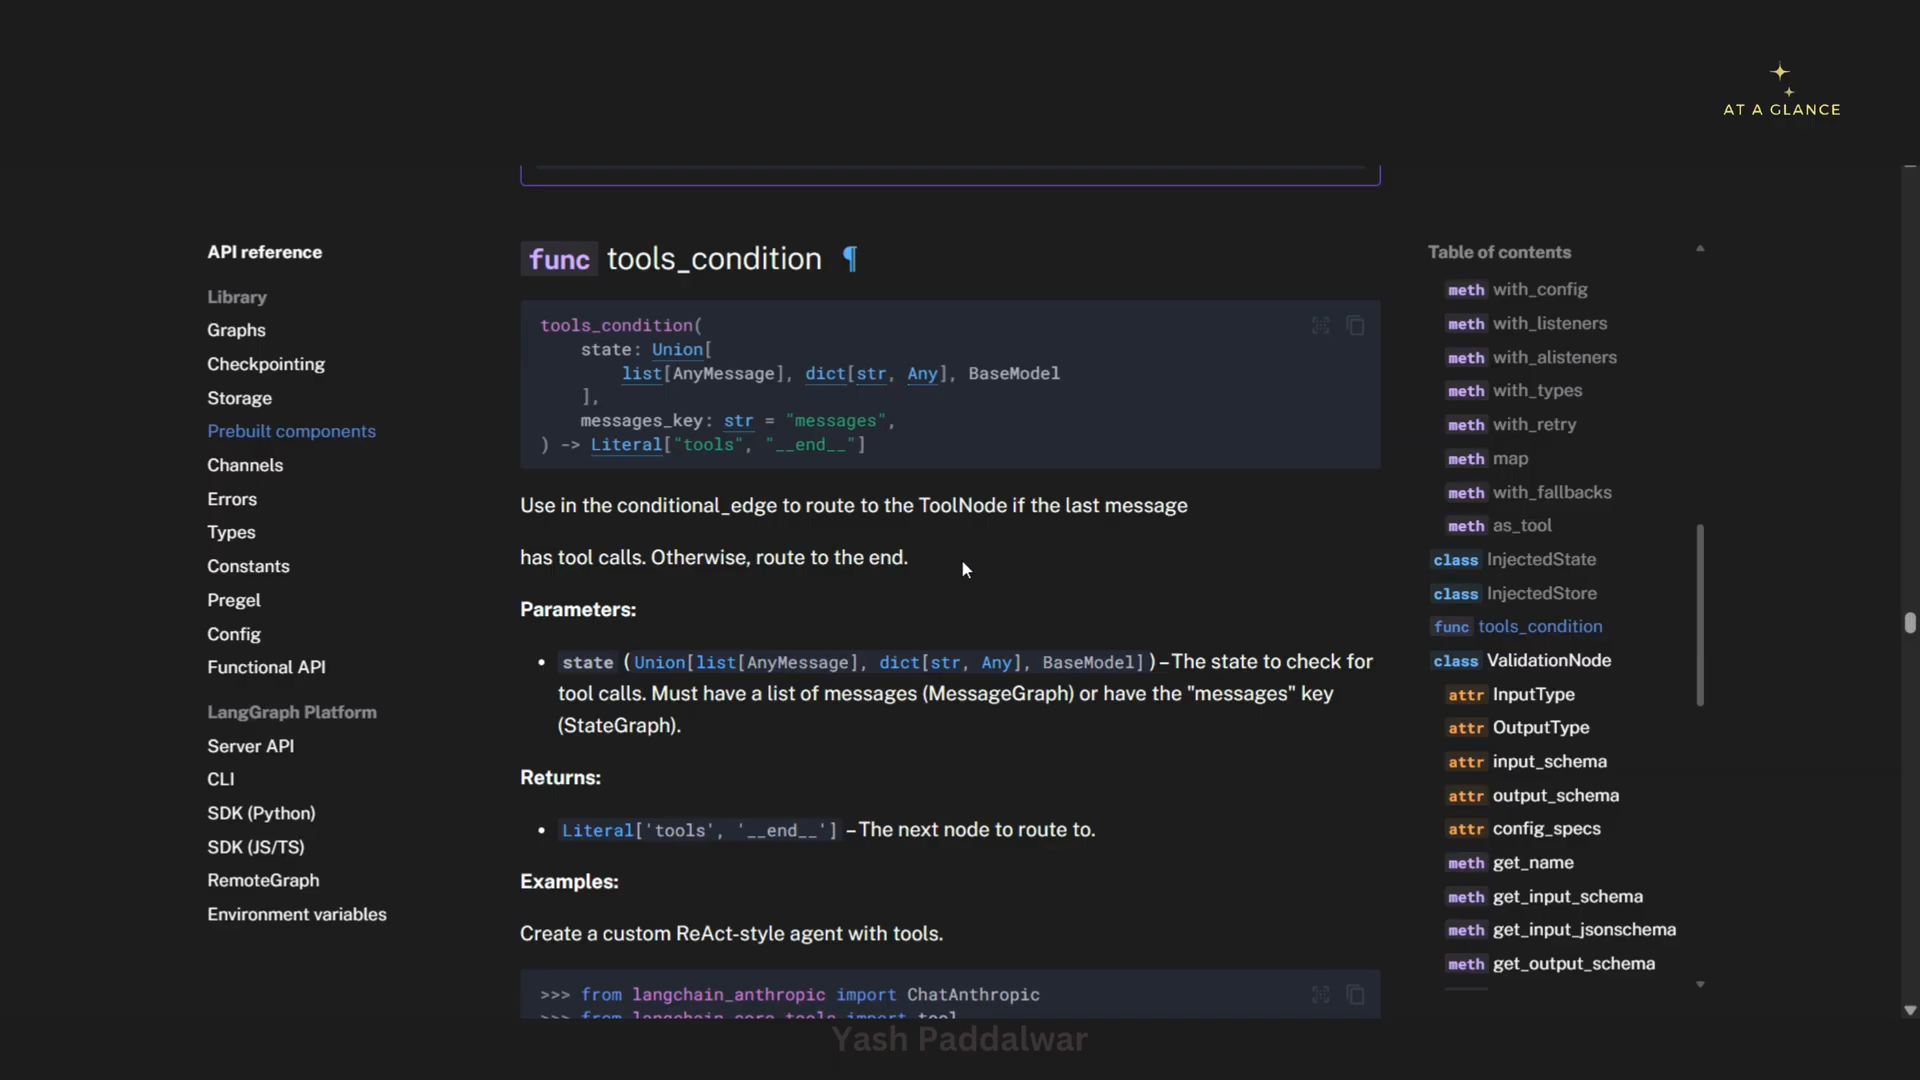 AT A GLANCE
API reference
Library
Graphs
Checkpointing
Storage
Prebuilt components
Channels
Errors
Types
Constants
Pregel
Config
Functional API
LangGraph Platform
Server API
CLI
SDK (Python)
SDK (JS/TS)
RemoteGraph
Environment variables
func tools_condition ¶
tools_condition(
    state: Union[
        list[AnyMessage], dict[str, Any], BaseModel
    ],
    messages_key: str = "messages",
) -> Literal["tools", "__end__"]
Use in the conditional_edge to route to the ToolNode if the last message
has tool calls. Otherwise, route to the end.
Parameters:
• state (Union[list[AnyMessage], dict[str, Any], BaseModel]) – The state to check for
tool calls. Must have a list of messages (MessageGraph) or have the "messages" key
(StateGraph).
Returns:
• Literal['tools', '__end__'] – The next node to route to.
Examples:
Create a custom ReAct-style agent with tools.
>>> from langchain_anthropic import ChatAnthropic
>>> from langchain_core.tools import tool
Table of contents
meth with_config
meth with_listeners
meth with_alisteners
meth with_types
meth with_retry
meth map
meth with_fallbacks
meth as_tool
class InjectedState
class InjectedStore
func tools_condition
class ValidationNode
attr InputType
attr OutputType
attr input_schema
attr output_schema
attr config_specs
meth get_name
meth get_input_schema
meth get_input_jsonschema
meth get_output_schema
Yash Paddalwar